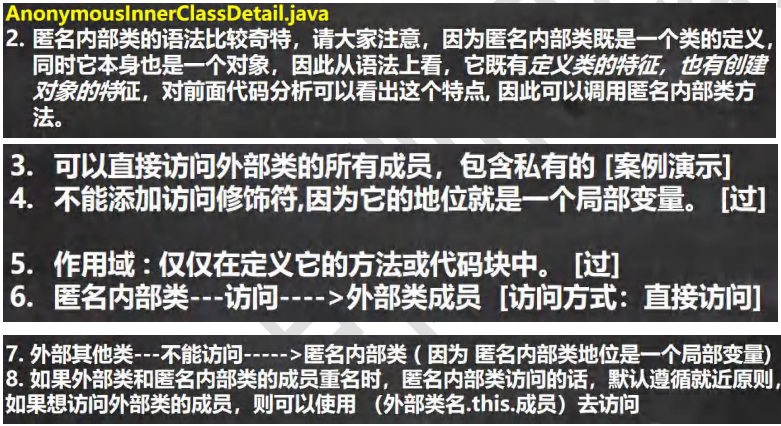 AnonymousInnerClassDetail.java
2. 匿名内部类的语法比较奇特，请大家注意，因为匿名内部类既是一个类的定义，
同时它本身也是一个对象，因此从语法上看，它既有定义类的特征，也有创建
对象的特征，对前面代码分析可以看出这个特点, 因此可以调用匿名内部类方
法。
3. 可以直接访问外部类的所有成员，包含私有的 [案例演示]
4. 不能添加访问修饰符,因为它的地位就是一个局部变量。 [过]
5. 作用域 : 仅仅在定义它的方法或代码块中。 [过]
6. 匿名内部类---访问---->外部类成员 [访问方式：直接访问]
7. 外部其他类---不能访问----->匿名内部类 ( 因为 匿名内部类地位是一个局部变量)
8. 如果外部类和匿名内部类的成员重名时，匿名内部类访问的话，默认遵循就近原则，
如果想访问外部类的成员，则可以使用 （外部类名.this.成员）去访问